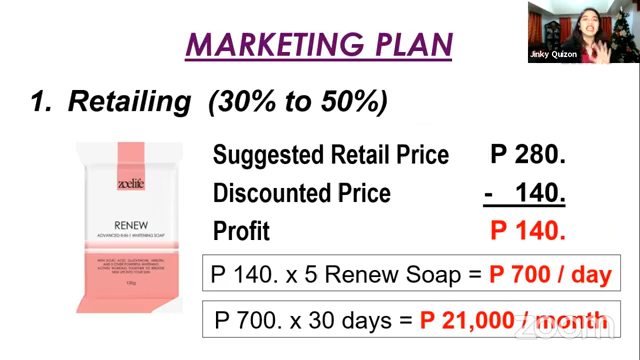 MARKETING PLAN
Jinky Quizon
1. Retailing (30% to 50%)
Suggested Retail Price P 280.
Discounted Price - 140.
Profit P 140.
zoelife
RENEW
P 140. x 5 Renew Soap = P 700 / day
P 700. x 30 days = P 21,000 / month
zoom